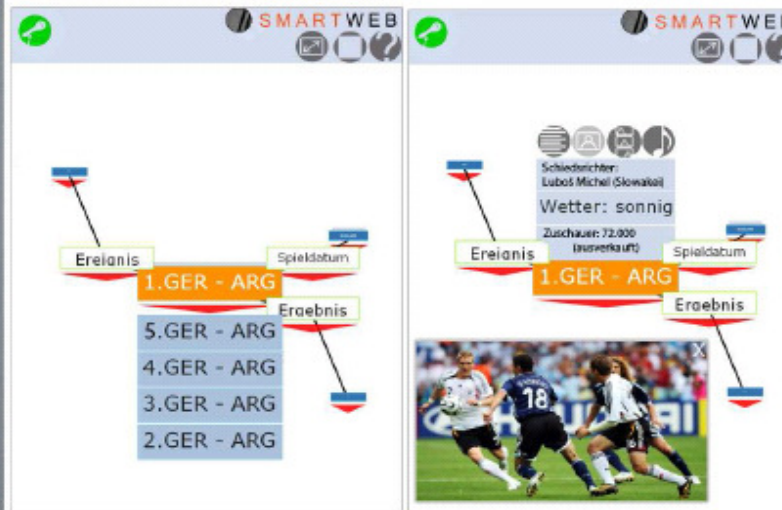 SMARTWEB
Ereignis
Spieldatum
1.GER - ARG
Ergebnis
5.GER - ARG
4.GER - ARG
3.GER - ARG
2.GER - ARG
SMARTWEB
Schiedsrichter:
Luboš Michel (Slowakei)
Wetter: sonnig
Zuschauer: 72.000
(ausverkauft)
Ereignis
Spieldatum
1.GER - ARG
Ergebnis
X
18